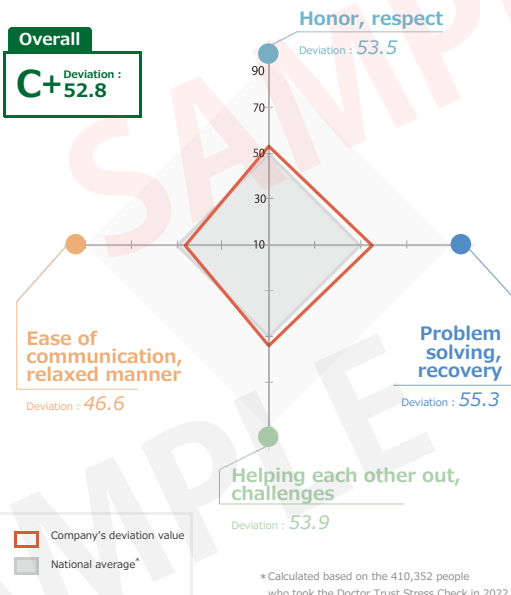 Honor, respect
Deviation : 53.5
Overall
C+ Deviation : 52.8
90
70
50
30
10
Ease of
communication,
relaxed manner
Deviation : 46.6
Problem
solving,
recovery
Deviation : 55.3
Helping each other out,
challenges
Deviation : 53.9
Company's deviation value
National average*
*Calculated based on the 410,352 people
who took the Doctor Trust Stress Check in 2022
SAMPLE
SAMPLE